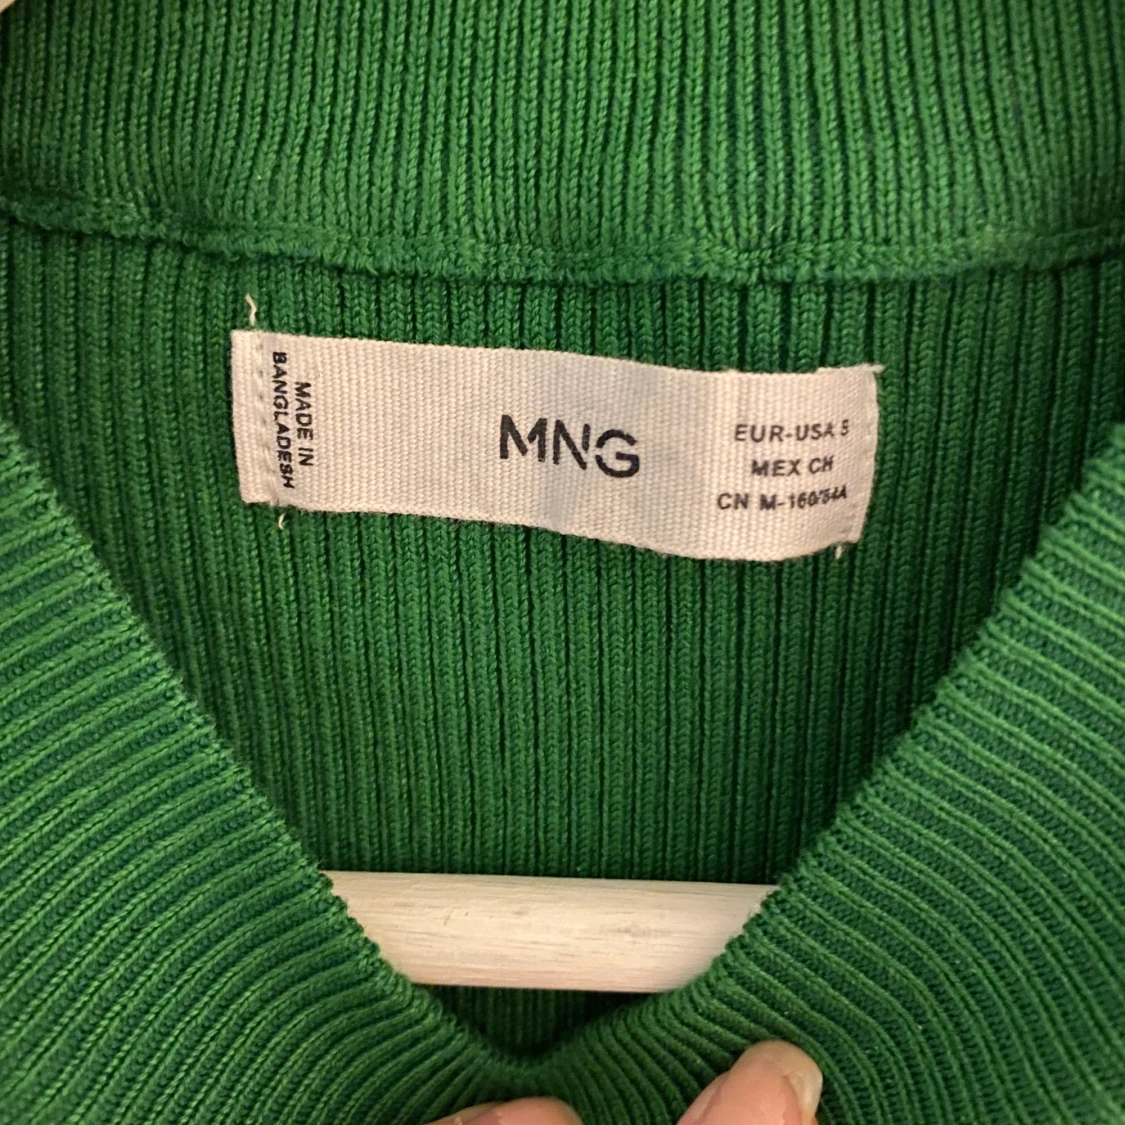 MADE IN
BANGLADESH
MNG
EUR-USA S
MEX CH
CN M-160/84A